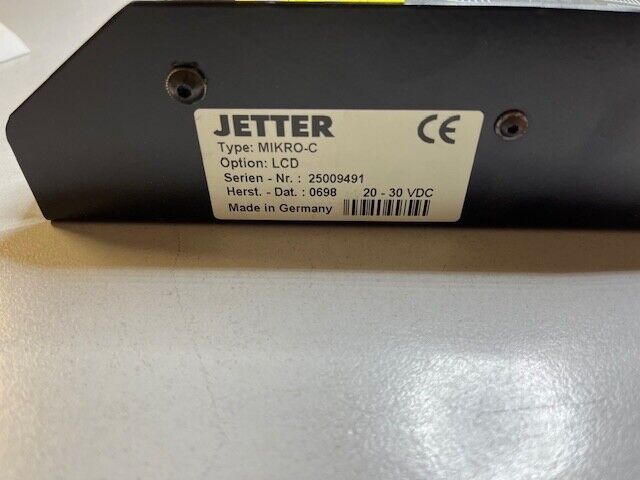 JETTER
CE
Type: MIKRO-C
Option: LCD
Serien - Nr. : 25009491
Herst. - Dat. : 0698 20 - 30 VDC
Made in Germany